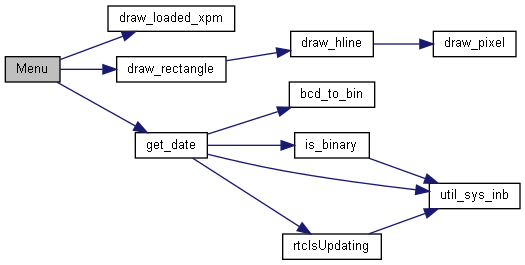 Menu
draw_loaded_xpm
draw_rectangle
draw_hline
draw_pixel
get_date
bcd_to_bin
is_binary
util_sys_inb
rtcIsUpdating